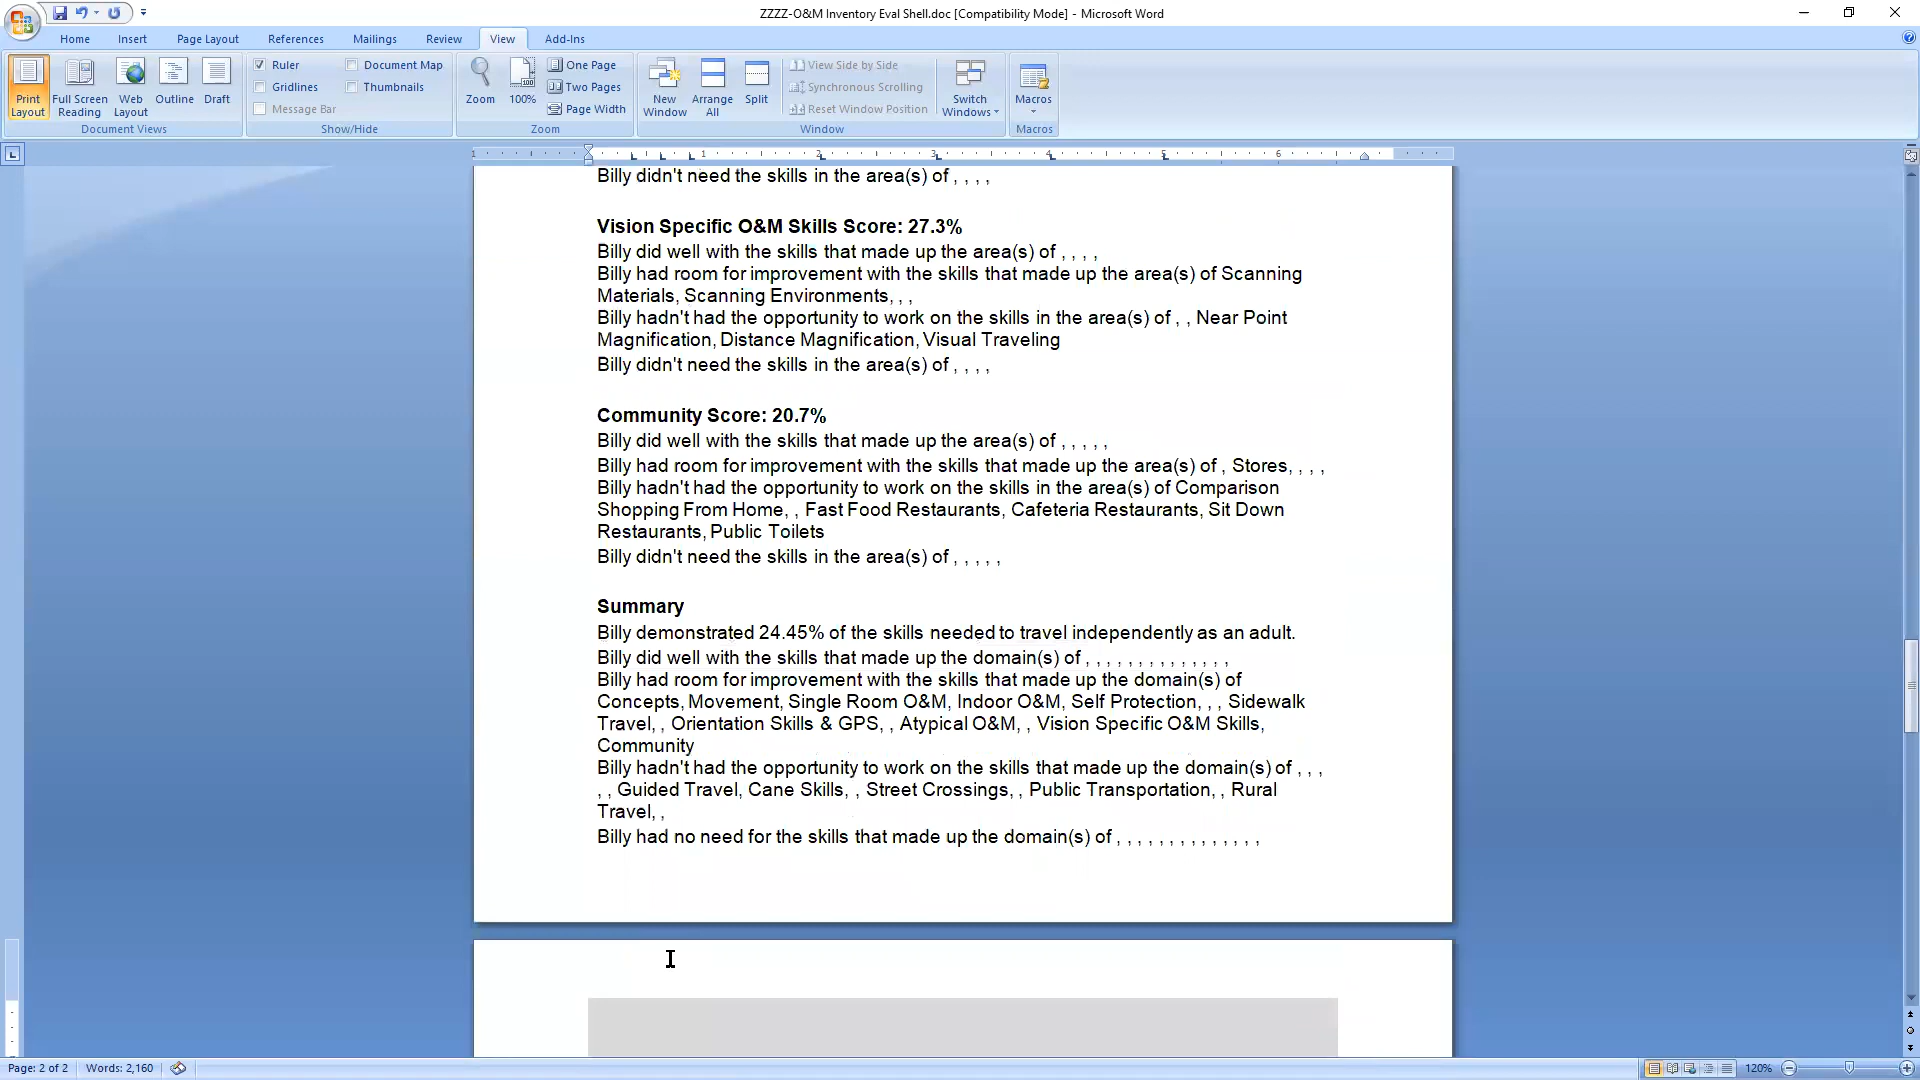 ZZZZ-O&M Inventory Eval Shell.doc [Compatibility Mode] - Microsoft Word
Home Insert Page Layout References Mailings Review View Add-Ins
Print Layout
Full Screen Reading
Web Layout
Outline
Draft
Document Views
Ruler
Gridlines
Message Bar
Document Map
Thumbnails
Show/Hide
Zoom
100%
One Page
Two Pages
Page Width
Zoom
New Window
Arrange All
Split
View Side by Side
Synchronous Scrolling
Reset Window Position
Switch Windows
Window
Macros
Macros
1 1 2 3 4 5 6
Billy didn't need the skills in the area(s) of , , , ,
Vision Specific O&M Skills Score: 27.3%
Billy did well with the skills that made up the area(s) of , , , ,
Billy had room for improvement with the skills that made up the area(s) of Scanning
Materials, Scanning Environments, , ,
Billy hadn't had the opportunity to work on the skills in the area(s) of , , Near Point
Magnification, Distance Magnification, Visual Traveling
Billy didn't need the skills in the area(s) of , , , ,
Community Score: 20.7%
Billy did well with the skills that made up the area(s) of , , , , ,
Billy had room for improvement with the skills that made up the area(s) of , Stores, , , ,
Billy hadn't had the opportunity to work on the skills in the area(s) of Comparison
Shopping From Home, , Fast Food Restaurants, Cafeteria Restaurants, Sit Down
Restaurants, Public Toilets
Billy didn't need the skills in the area(s) of , , , , ,
Summary
Billy demonstrated 24.45% of the skills needed to travel independently as an adult.
Billy did well with the skills that made up the domain(s) of , , , , , , , , , , , , , ,
Billy had room for improvement with the skills that made up the domain(s) of
Concepts, Movement, Single Room O&M, Indoor O&M, Self Protection, , , Sidewalk
Travel, , Orientation Skills & GPS, , Atypical O&M, , Vision Specific O&M Skills,
Community
Billy hadn't had the opportunity to work on the skills that made up the domain(s) of , , ,
, , Guided Travel, Cane Skills, , Street Crossings, , Public Transportation, , Rural
Travel, ,
Billy had no need for the skills that made up the domain(s) of , , , , , , , , , , , , , ,
Page: 2 of 2 Words: 2,160 120%